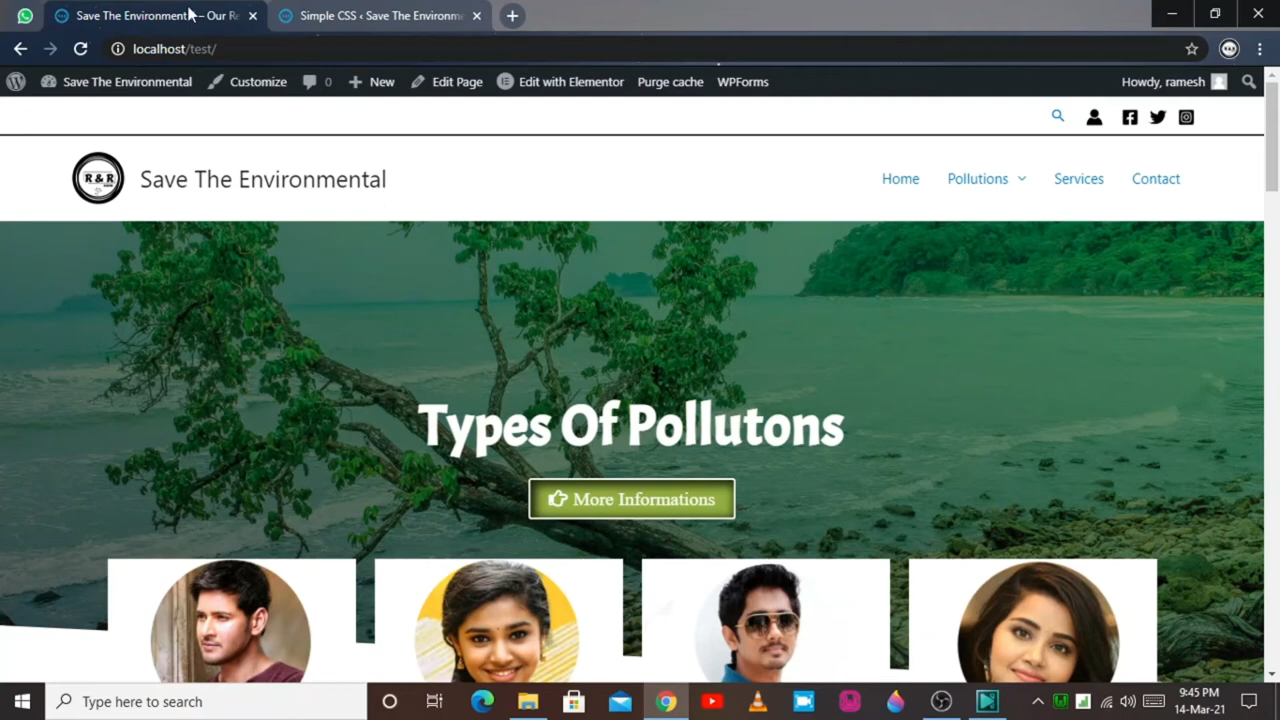 Save The Environment – Our Re
Simple CSS ‹ Save The Environm
localhost/test/
Save The Environmental
Customize
0
New
Edit Page
Edit with Elementor
Purge cache
WPForms
Howdy, ramesh
R & R
Save The Environmental
Home
Pollutions
Services
Contact
Types Of Pollutons
More Informations
Type here to search
9:45 PM
14-Mar-21